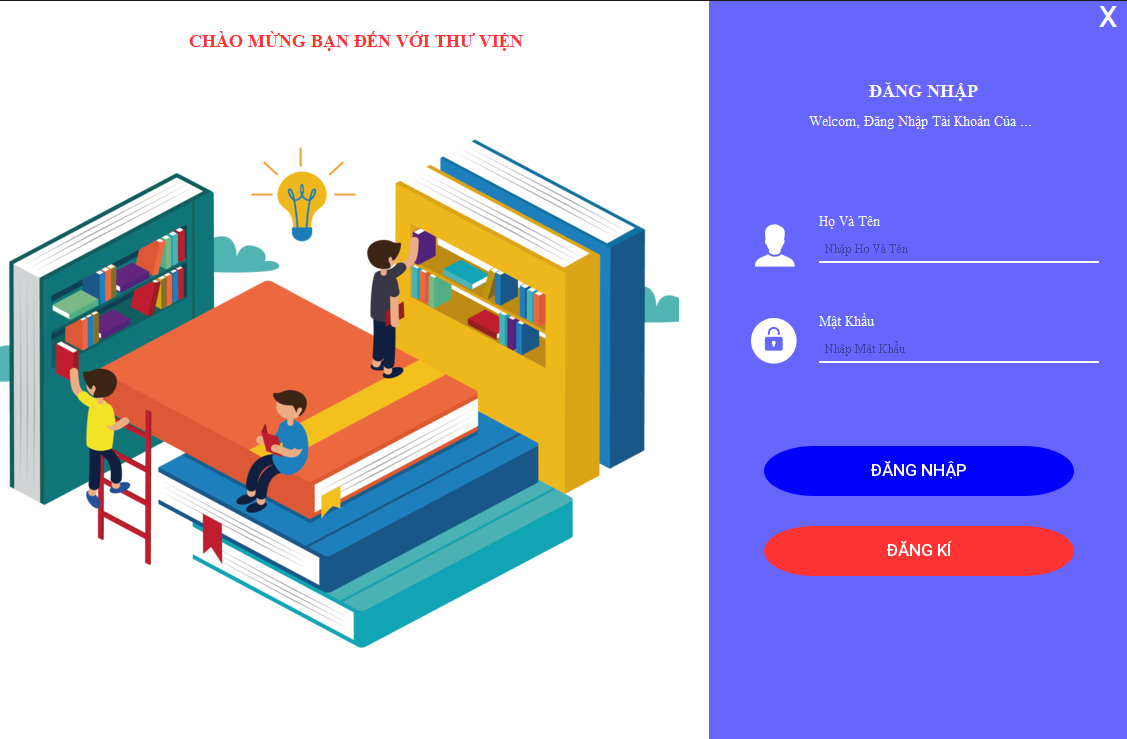 CHÀO MỪNG BẠN ĐẾN VỚI THƯ VIỆN
X
ĐĂNG NHẬP
Welcom, Đăng Nhập Tài Khoản Của ...
Họ Và Tên
Nhập Họ Và Tên
Mật Khẩu
Nhập Mật Khẩu
ĐĂNG NHẬP
ĐĂNG KÍ